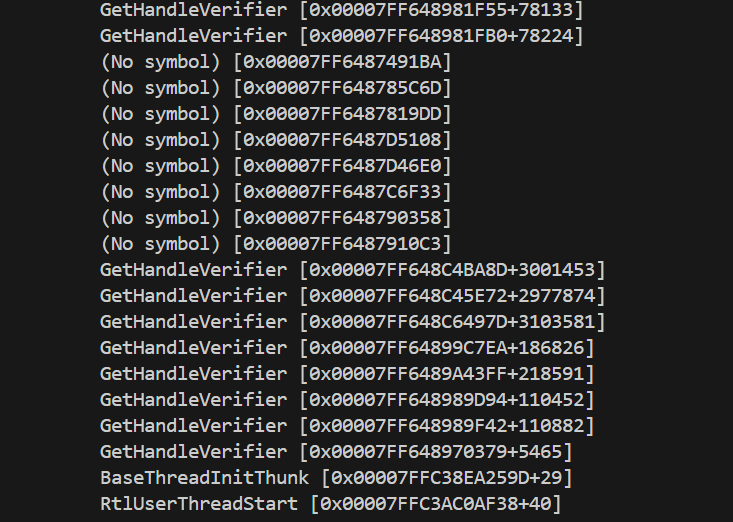 GetHandleVerifier [0x00007FF648981F55+78133]
GetHandleVerifier [0x00007FF648981FB0+78224]
(No symbol) [0x00007FF6487491BA]
(No symbol) [0x00007FF648785C6D]
(No symbol) [0x00007FF6487819DD]
(No symbol) [0x00007FF6487D5108]
(No symbol) [0x00007FF6487D46E0]
(No symbol) [0x00007FF6487C6F33]
(No symbol) [0x00007FF648790358]
(No symbol) [0x00007FF6487910C3]
GetHandleVerifier [0x00007FF648C4BA8D+3001453]
GetHandleVerifier [0x00007FF648C45E72+2977874]
GetHandleVerifier [0x00007FF648C6497D+3103581]
GetHandleVerifier [0x00007FF64899C7EA+186826]
GetHandleVerifier [0x00007FF6489A43FF+218591]
GetHandleVerifier [0x00007FF648989D94+110452]
GetHandleVerifier [0x00007FF648989F42+110882]
GetHandleVerifier [0x00007FF648970379+5465]
BaseThreadInitThunk [0x00007FFC38EA259D+29]
RtlUserThreadStart [0x00007FFC3AC0AF38+40]